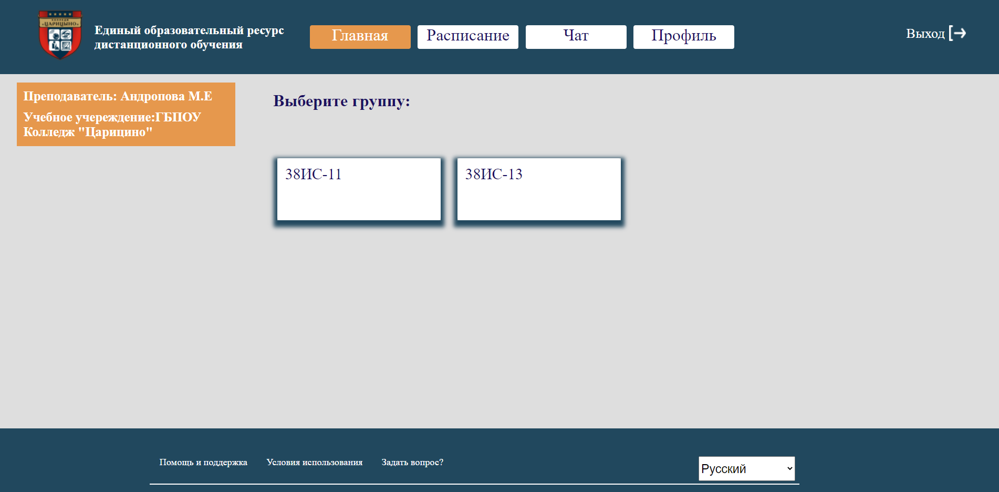 КОЛЛЕДЖ
«ЦАРИЦЫНО»
Единый образовательный ресурс
дистанционного обучения
Главная
Расписание
Чат
Профиль
Выход
Преподаватель: Андропова М.Е
Учебное учереждение:ГБПОУ
Колледж "Царицино"
Выберите группу:
38ИС-11
38ИС-13
Помощь и поддержка
Условия использования
Задать вопрос?
Русский